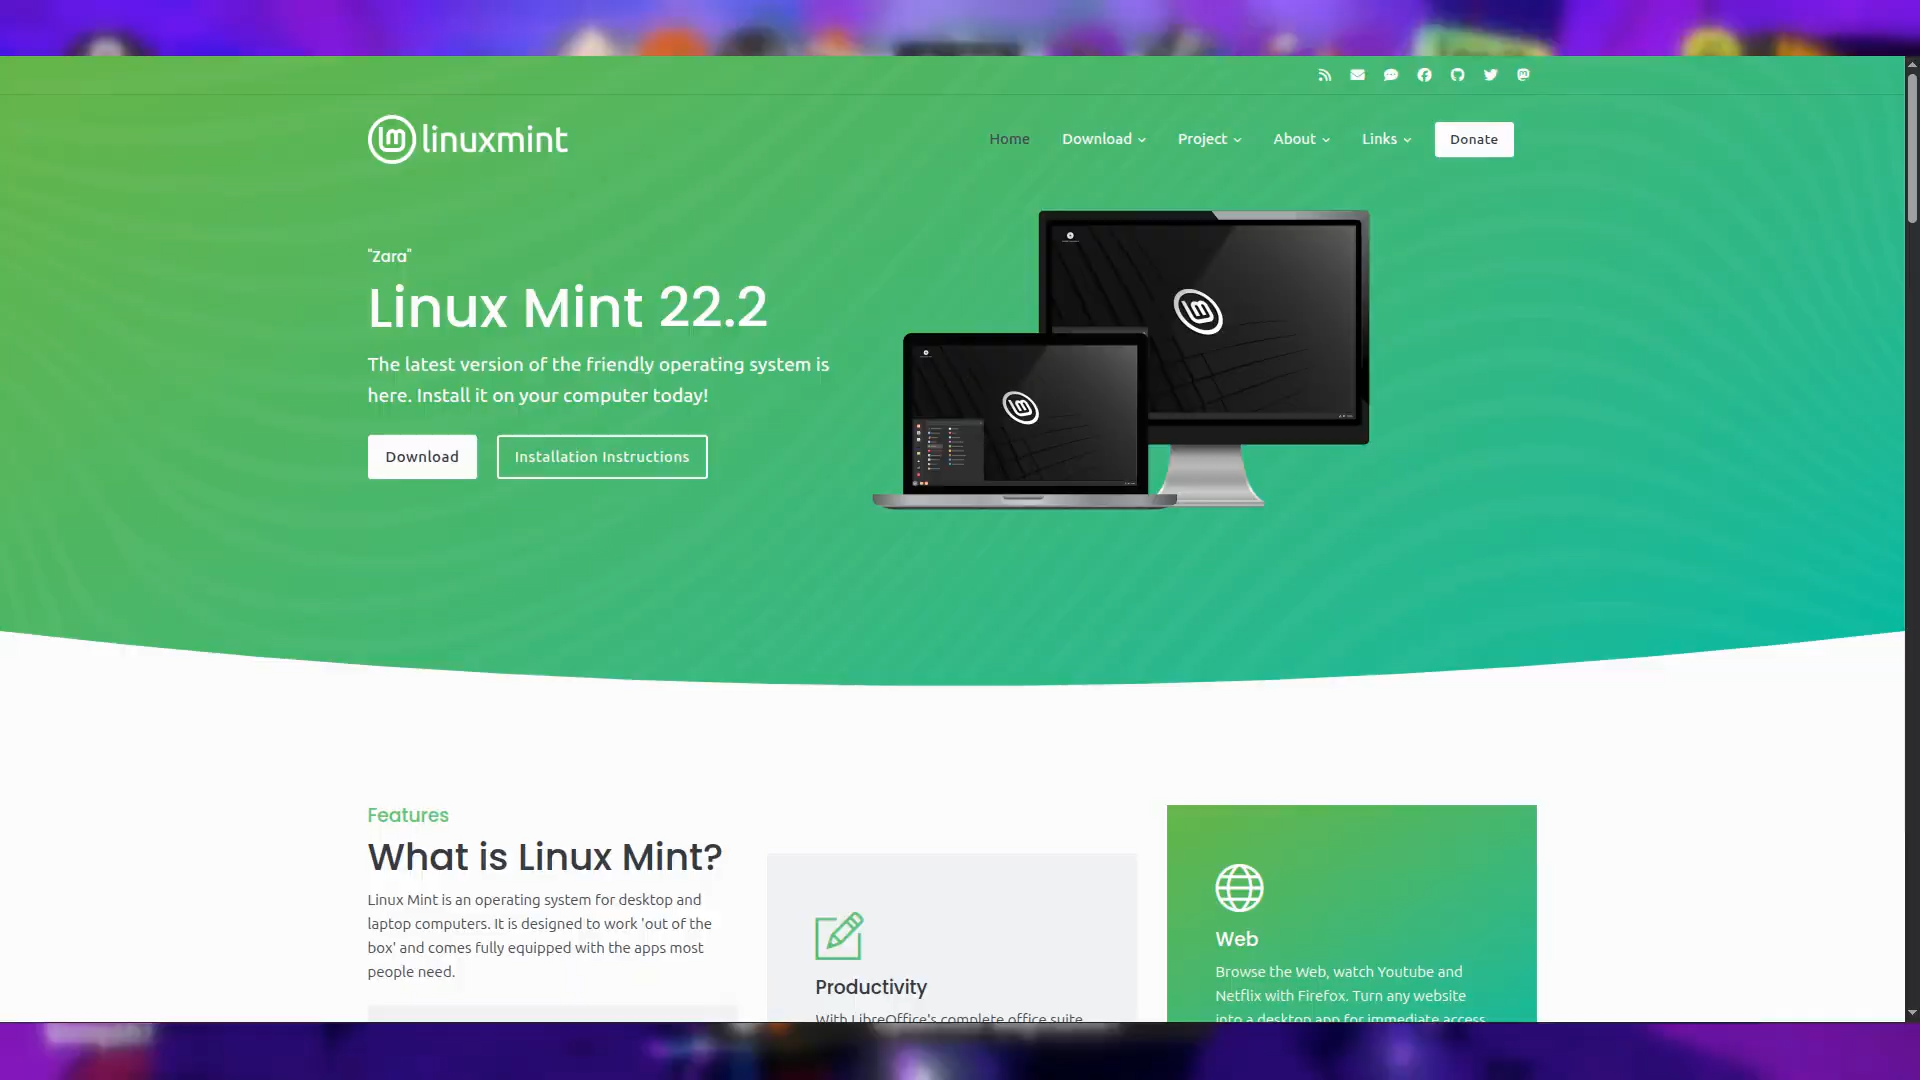 linuxmint
Home
Download
Project
About
Links
Donate
"Zara"
Linux Mint 22.2
The latest version of the friendly operating system is
here. Install it on your computer today!
Download
Installation Instructions
Features
What is Linux Mint?
Linux Mint is an operating system for desktop and
laptop computers. It is designed to work 'out of the
box' and comes fully equipped with the apps most
people need.
Productivity
With LibreOffice's complete office suite
Web
Browse the Web, watch Youtube and
Netflix with Firefox. Turn any website
into a desktop app for immediate access